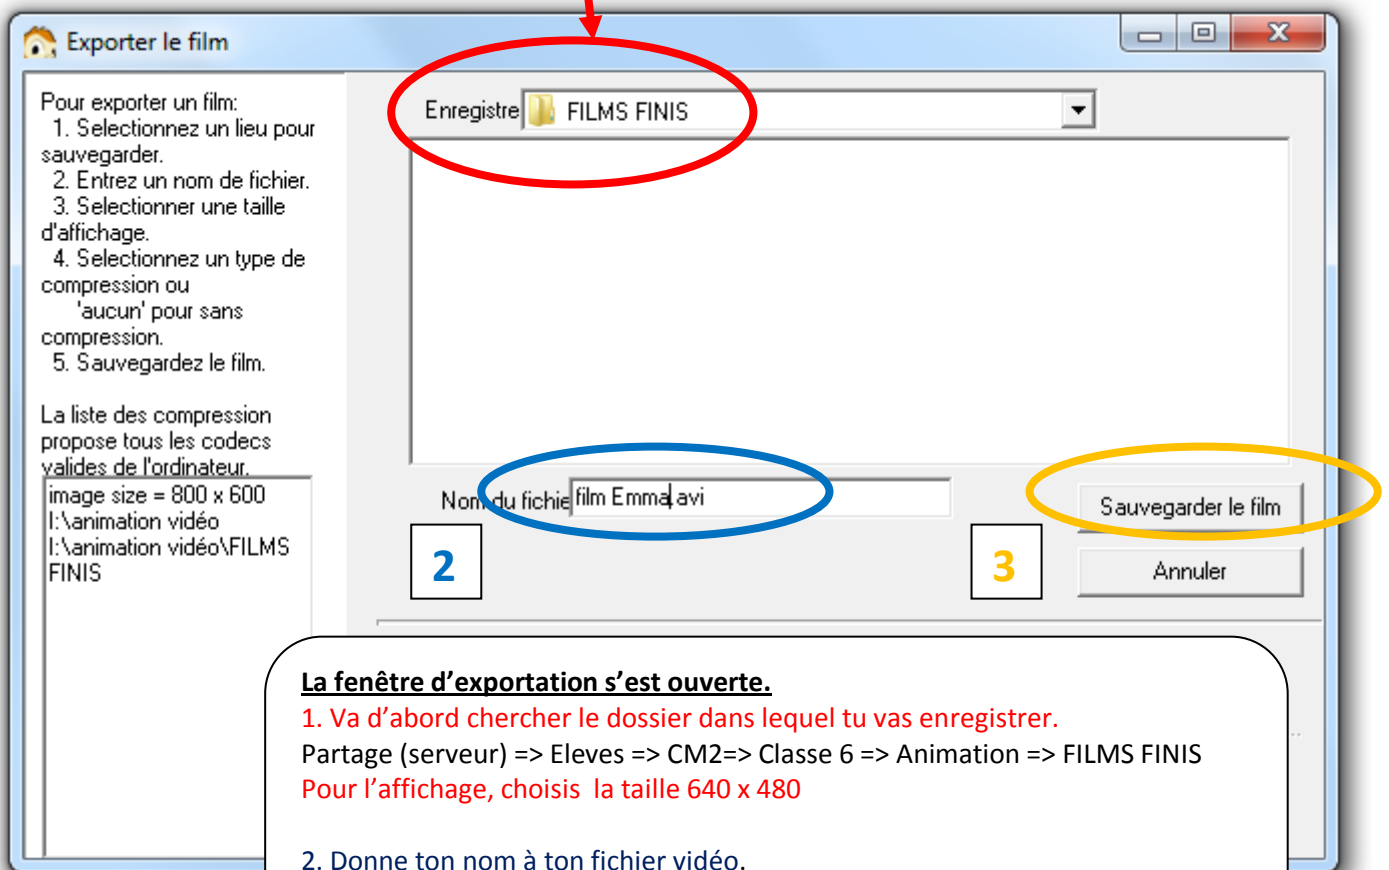 Exporter le film
Pour exporter un film:
1. Selectionnez un lieu pour
sauvegarder.
2. Entrez un nom de fichier.
3. Selectionner une taille
d'affichage.
4. Selectionnez un type de
compression ou
'aucun' pour sans
compression.
5. Sauvegardez le film.
La liste des compression
propose tous les codecs
valides de l'ordinateur.
image size = 800 x 600
I:\animation vidéo
I:\animation vidéo\FILMS
FINIS
Enregistre FILMS FINIS
Nom du fichie film Emma.avi
Sauvegarder le film
2
3
Annuler
La fenêtre d’exportation s’est ouverte.
1. Va d’abord chercher le dossier dans lequel tu vas enregistrer.
Partage (serveur) => Eleves => CM2=> Classe 6 => Animation => FILMS FINIS
Pour l’affichage, choisis la taille 640 x 480
2. Donne ton nom à ton fichier vidéo.